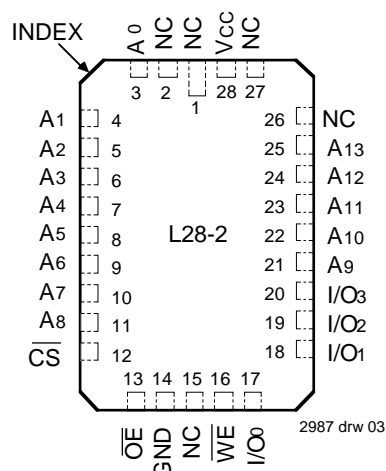 INDEX
A0
NC
NC
VCC
NC
3
2
1
28
27
A1 4
A2 5
A3 6
A4 7
A5 8
A6 9
A7 10
A8 11
CS 12
L28-2
26 NC
25 A13
24 A12
23 A11
22 A10
21 A9
20 I/O3
19 I/O2
18 I/O1
13
14
15
16
17
OE
GND
NC
WE
I/O0
2987 drw 03